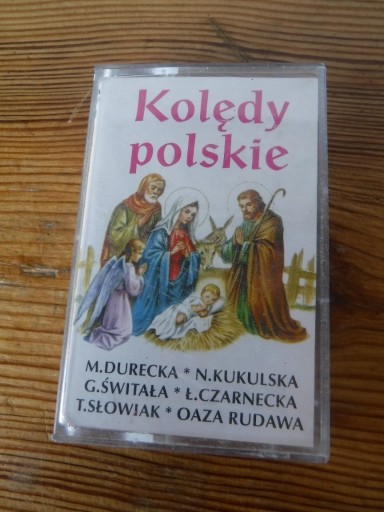 Kolędy
polskie
M.DURECKA * N.KUKULSKA
G.ŚWITAŁA * Ł.CZARNECKA
T.SŁOWIAK * OAZA RUDAWA